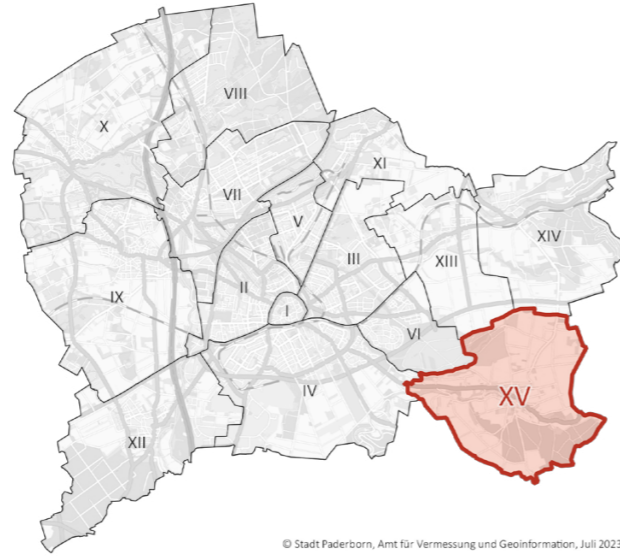 VIII
X
XI
VII
V
XIV
III
XIII
IX
II
I
VI
IV
XV
XII
© Stadt Paderborn, Amt für Vermessung und Geoinformation, Juli 2023